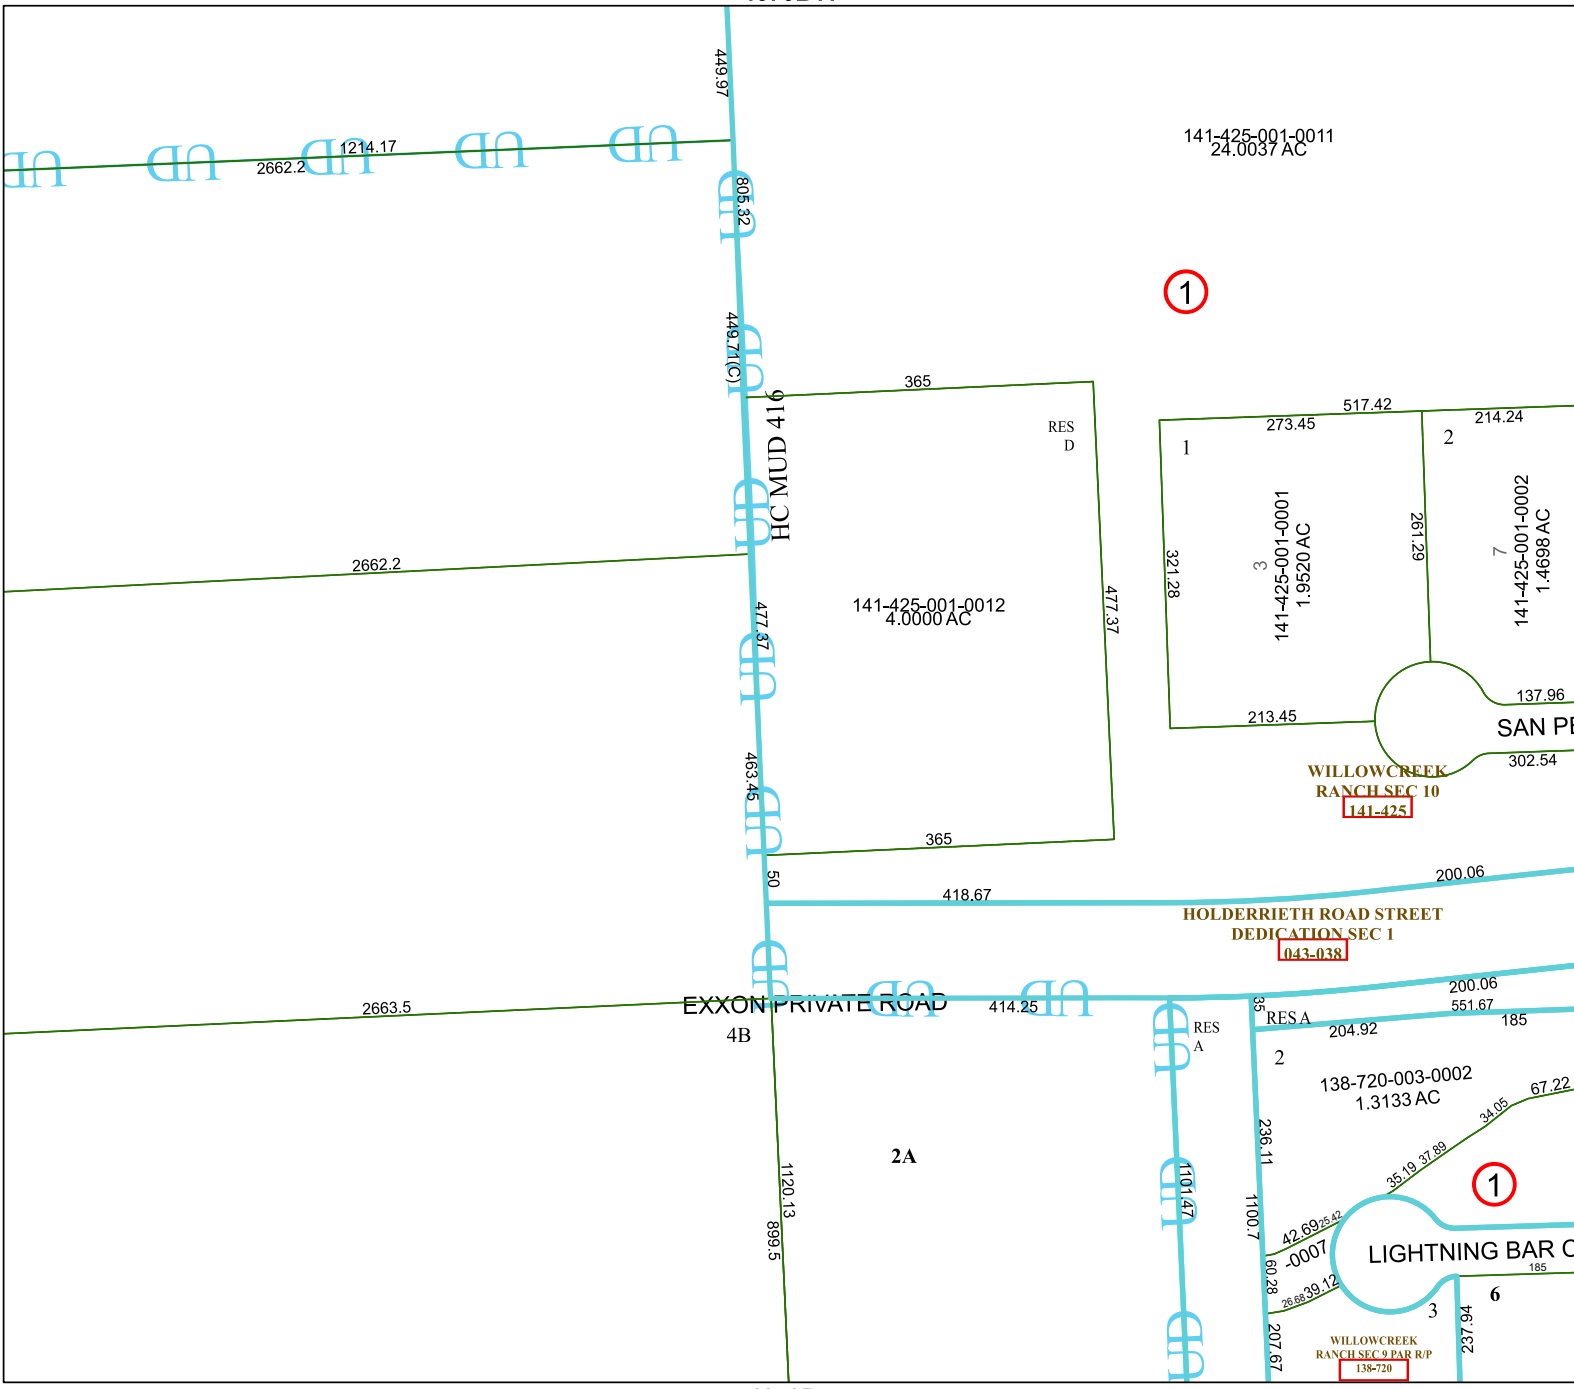 449.97
1214.17
2662.2
805.32
141-425-001-0011
24.0037 AC
1
449.71(C)
HC MUD 416
365
RES
D
517.42
273.45
214.24
1
2
261.29
321.28
3
141-425-001-0001
1.9520 AC
7
141-425-001-0002
1.4698 AC
2662.2
477.37
141-425-001-0012
4.0000 AC
477.37
213.45
137.96
SAN PE
302.54
463.45
WILLOWCREEK
RANCH SEC 10
141-425
365
50
418.67
200.06
HOLDERRIETH ROAD STREET
DEDICATION SEC 1
043-038
2663.5
EXXON PRIVATE ROAD
414.25
200.06
4B
RES
A
35
RES A
551.67
204.92
185
2
138-720-003-0002
1.3133 AC
67.22
34.05
37.89
35.19
236.11
2A
1
1120.13
899.5
1101.47
1100.7
42.69
25.42
-0007
LIGHTNING BAR C
60.28
26.68
39.12
185
6
3
207.67
237.94
WILLOWCREEK
RANCH SEC 9 PAR R/P
138-720